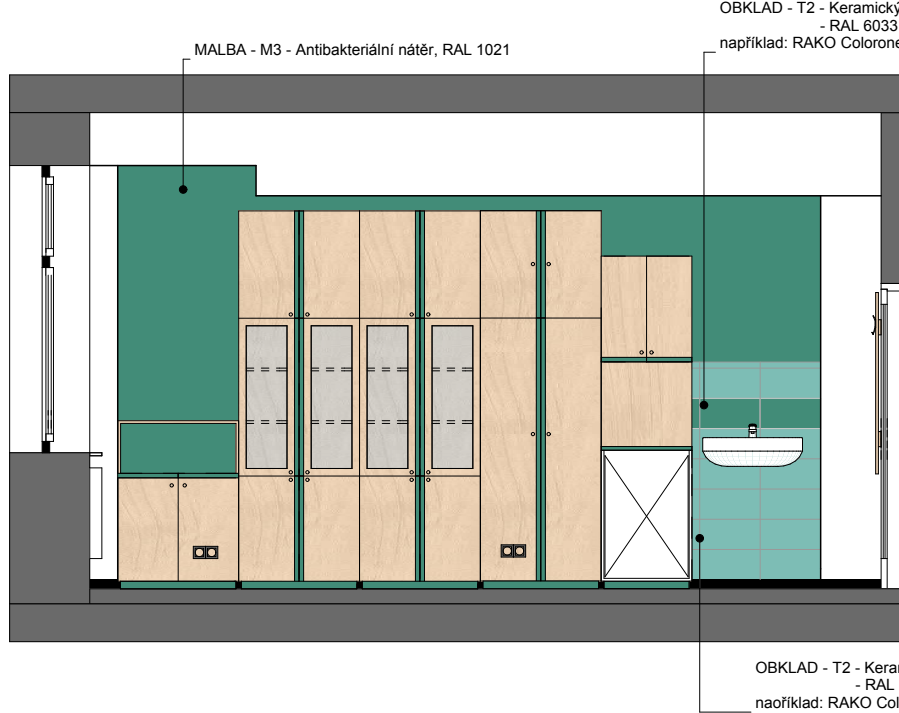 OBKLAD - T2 - Keramický
- RAL 6033
například: RAKO Colorone
MALBA - M3 - Antibakteriální nátěr, RAL 1021
OBKLAD - T2 - Kerar
- RAL
naoříklad: RAKO Col